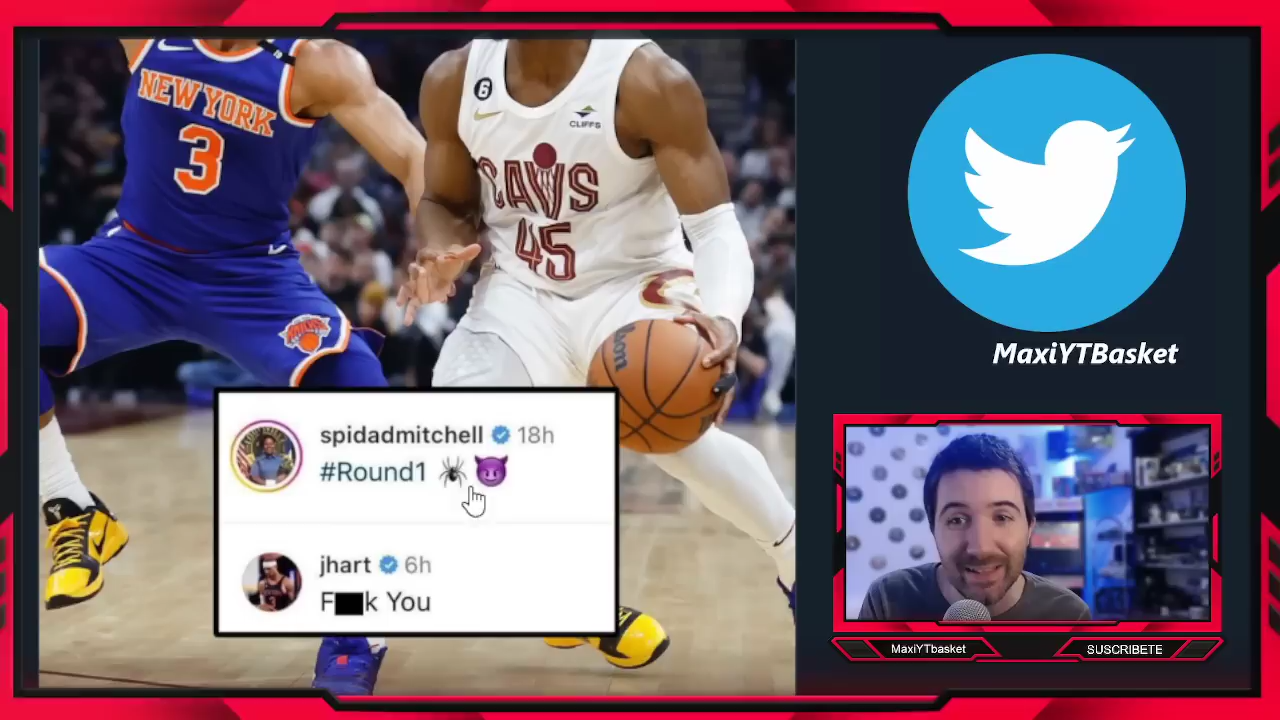 NEW YORK
3
6
CLIFFS
CAVS
45
spidadmitchell 18h
#Round1
jhart 6h
F k You
MaxiYTBasket
MaxiYTbasket
SUSCRIBETE